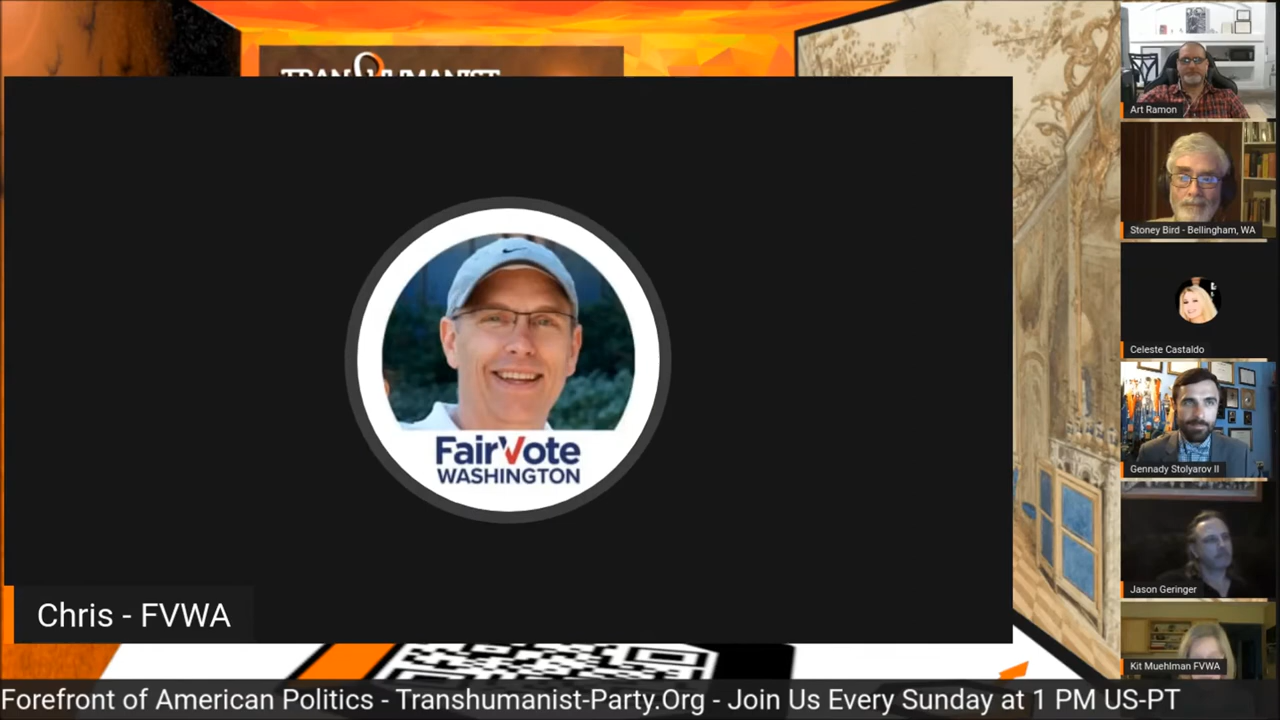 TRANSHUMANIST
FairVote
WASHINGTON
Chris - FVWA
Art Ramon
Stoney Bird - Bellingham, WA
Celeste Castaldo
Gennady Stolyarov II
Jason Geringer
Kit Muehlman FVWA
Forefront of American Politics - Transhumanist-Party.Org - Join Us Every Sunday at 1 PM US-PT